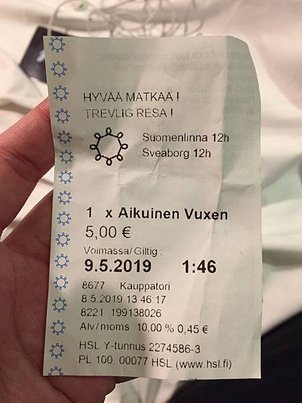 HYVÄÄ MATKAA !
TREVLIG RESA !
Suomenlinna 12h
Sveaborg 12h
1 x Aikuinen Vuxen
5,00 €
Voimassa/Giltig :
9.5.2019 1:46
8677 Kauppatori
8.5.2019 13 46 17
8221 199138026
Alv/moms 10,00 % 0,45 €
HSL Y-tunnus 2274586-3
PL 100, 00077 HSL (www.hsl.fi)